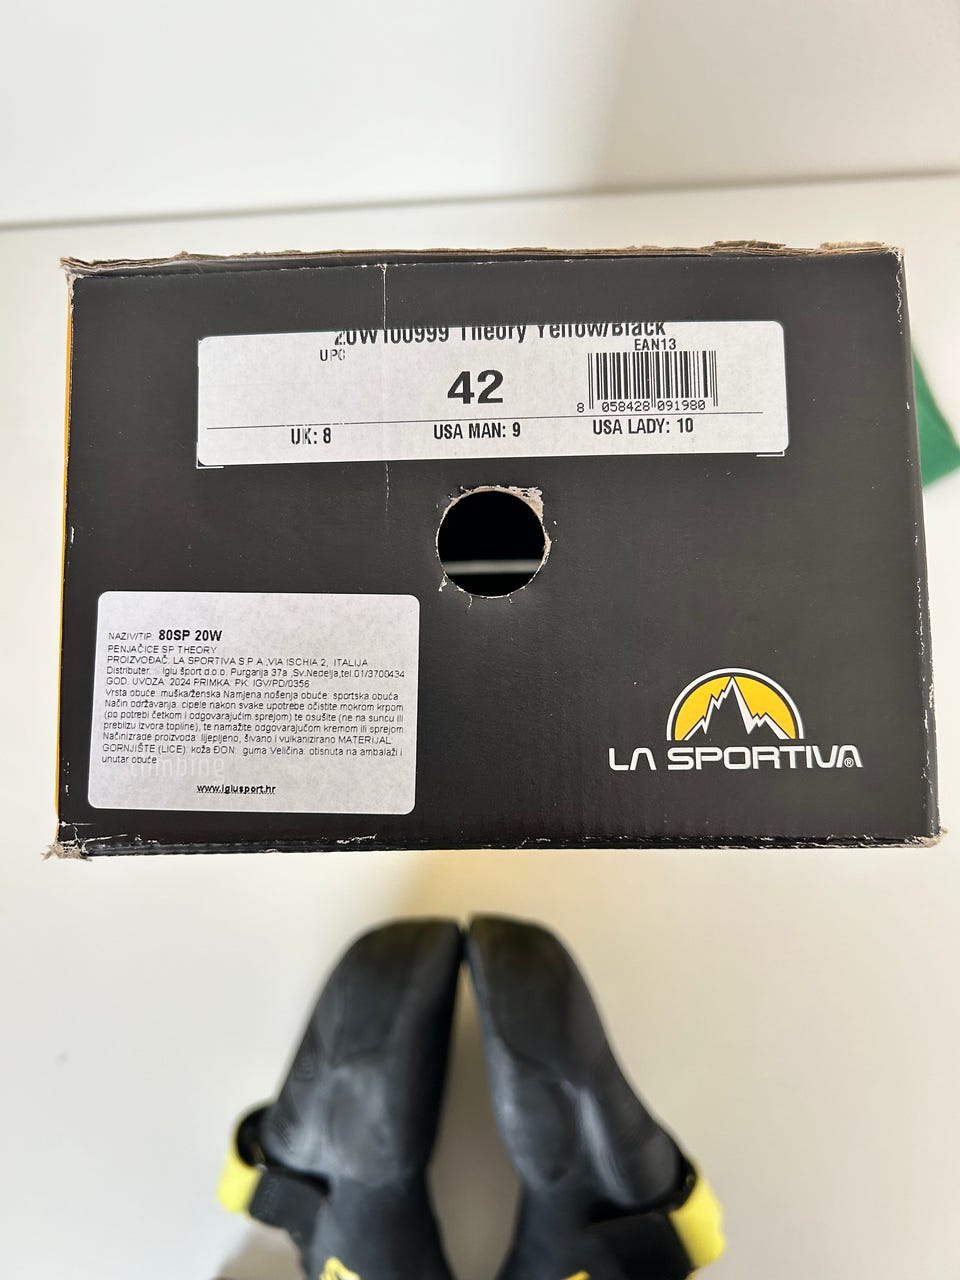 20W100999 Theory Yellow/Black
UPC
EAN13
42
8 058428 091980
UK: 8 USA MAN: 9 USA LADY: 10
NAZIV/TIP: 80SP 20W
PENJAČICE SP THEORY
PROIZVOĐAČ: LA SPORTIVA S.P.A.,VIA ISCHIA 2, ITALIJA
Distributer: Iglu šport d.o.o, Purgarija 37a ,Sv.Nedelja,tel.01/3700434
GOD. UVOZA: 2024 PRIMKA: PK. IGV/PD/0356
Vrsta obuće: muška/ženska Namjena nošenja obuće: sportska obuća
Način održavanja: cipele nakon svake upotrebe očistite mokrom krpom
(po potrebi četkom i odgovarajućim sprejom) te osušite (ne na suncu ili
preblizu izvora topline), te namažite odgovarajućom kremom ili sprejom
Način izrade proizvoda: lijepljeno, šivano i vulkanizirano MATERIJAL:
GORNJIŠTE (LICE): koža ĐON: guma Veličina: otisnuta na ambalaži i
unutar obuće
climbing
www.iglusport.hr
LA SPORTIVA®